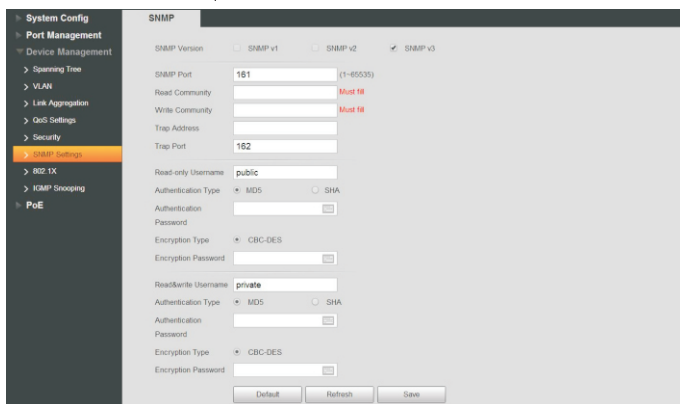 System Config
Port Management
Device Management
Spanning Tree
VLAN
Link Aggregation
QoS Settings
Security
SNMP Settings
802.1X
IGMP Snooping
PoE
SNMP
SNMP Version SNMP v1 SNMP v2 SNMP v3
SNMP Port 161 (1~65535)
Read Community Must fill
Write Community Must fill
Trap Address
Trap Port 162
Read-only Username public
Authentication Type MD5 SHA
Authentication
Password
Encryption Type CBC-DES
Encryption Password
Read&write Username private
Authentication Type MD5 SHA
Authentication
Password
Encryption Type CBC-DES
Encryption Password
Default Refresh Save